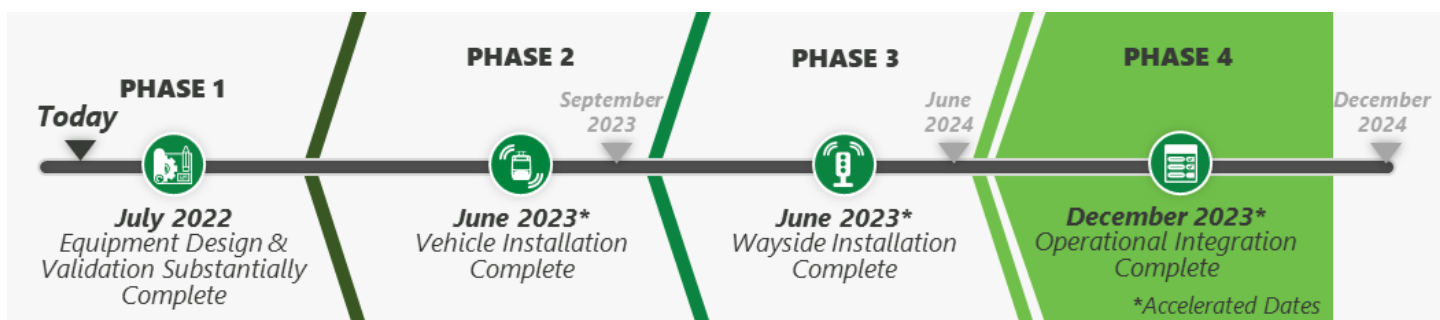 Today
PHASE 1
July 2022
Equipment Design &
Validation Substantially
Complete
PHASE 2
September
2023
June 2023*
Vehicle Installation
Complete
PHASE 3
June
2024
June 2023*
Wayside Installation
Complete
PHASE 4
December 2023*
Operational Integration
Complete
*Accelerated Dates
December
2024